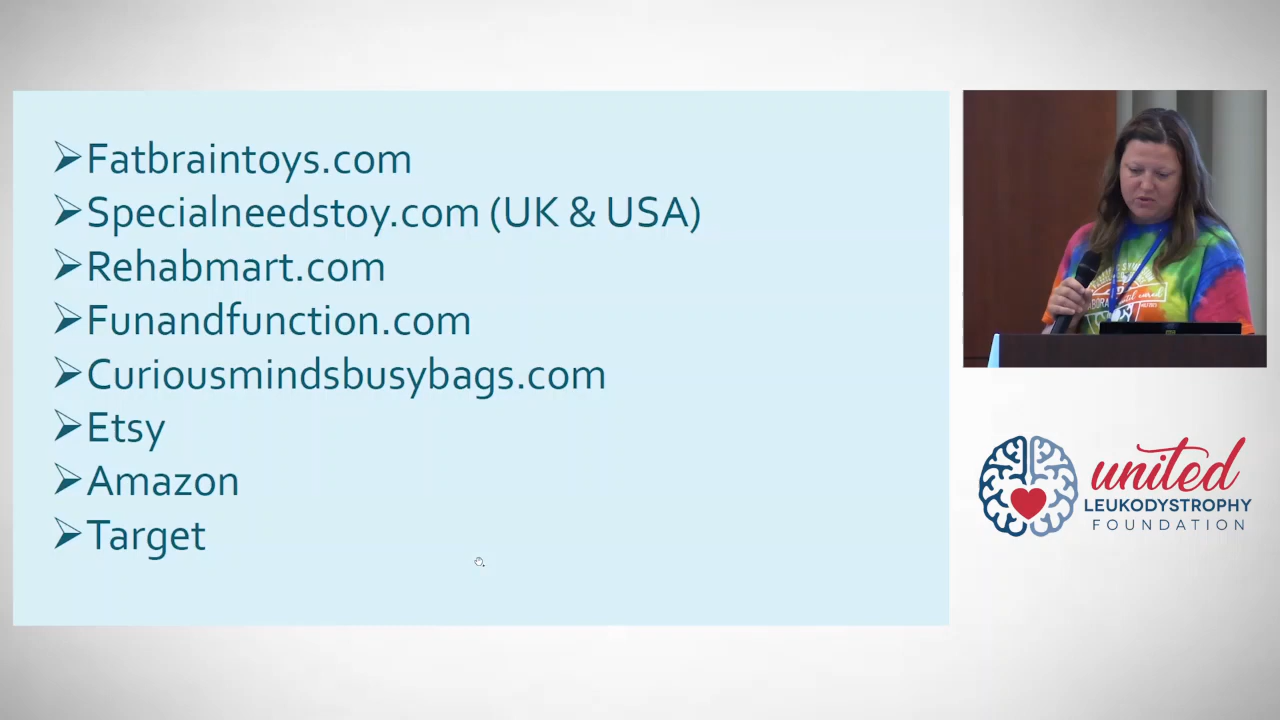 ➢Fatbraintoys.com
➢Specialneedstoy.com (UK & USA)
➢Rehabmart.com
➢Funandfunction.com
➢Curiousmindsbusybags.com
➢Etsy
➢Amazon
➢Target
united
LEUKODYSTROPHY
FOUNDATION